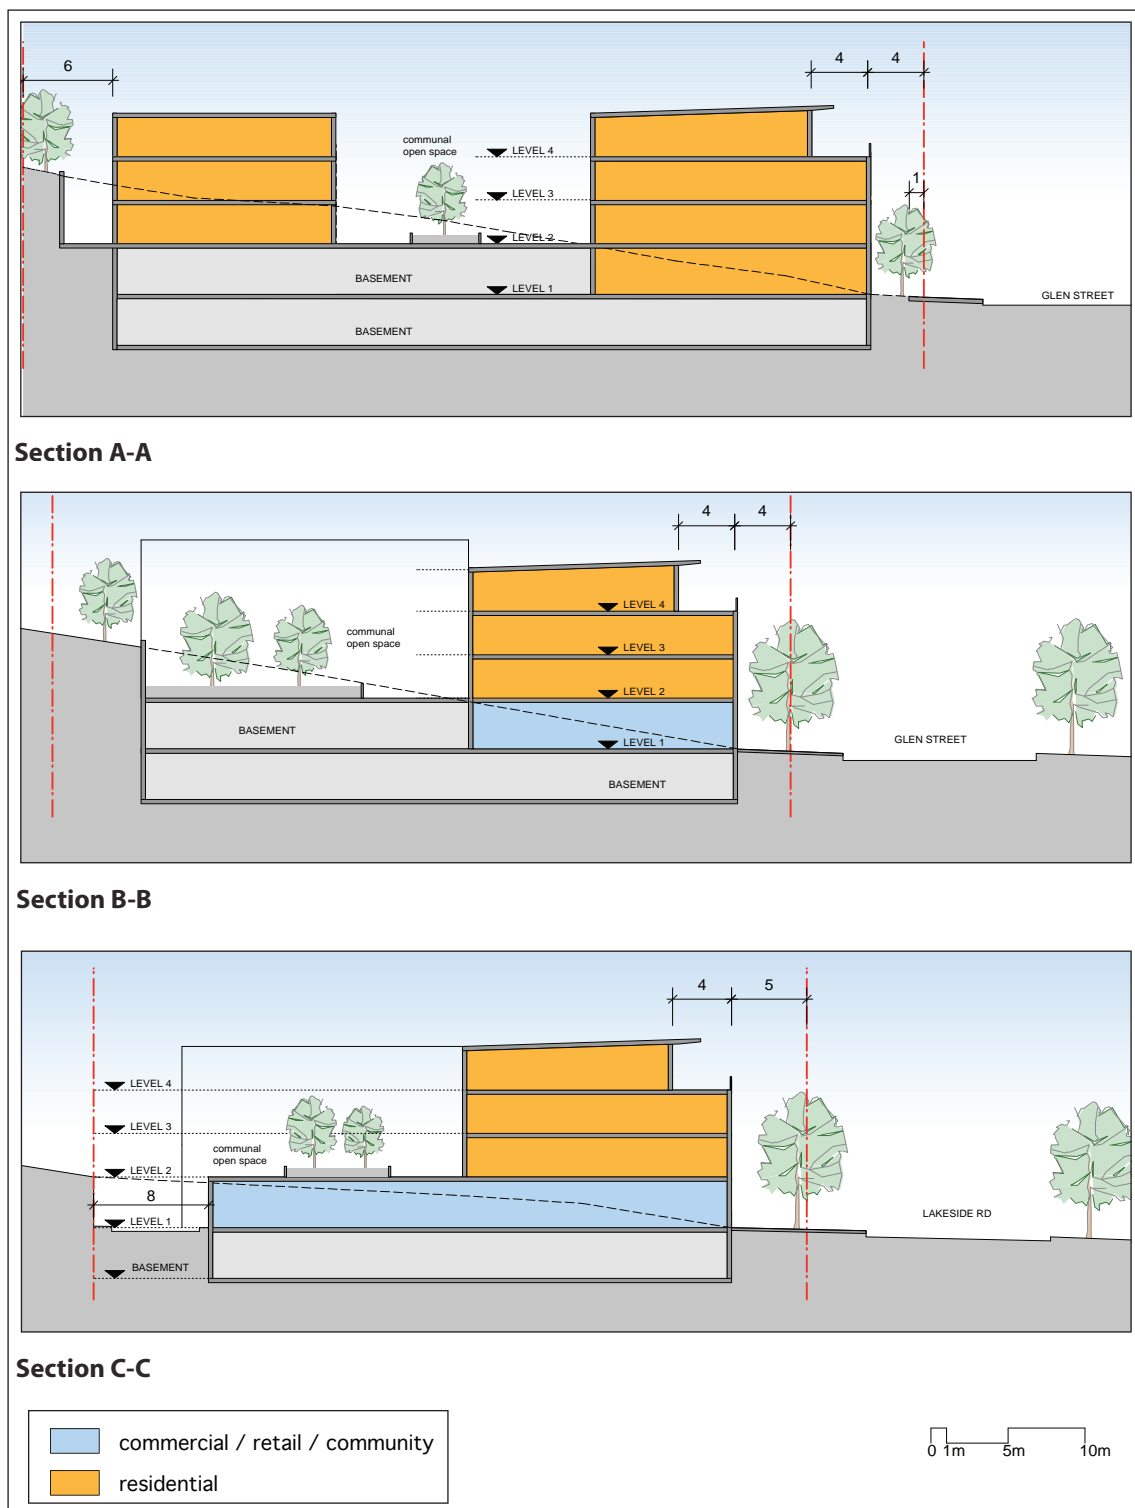 6
4
4
communal
open space
LEVEL 4
LEVEL 3
1
LEVEL 2
BASEMENT
LEVEL 1
GLEN STREET
BASEMENT
Section A-A
4
4
LEVEL 4
communal
open space
LEVEL 3
LEVEL 2
BASEMENT
LEVEL 1
GLEN STREET
BASEMENT
Section B-B
4
5
LEVEL 4
LEVEL 3
communal
open space
LEVEL 2
8
LEVEL 1
LAKESIDE RD
BASEMENT
Section C-C
commercial / retail / community
residential
0 1m 5m 10m